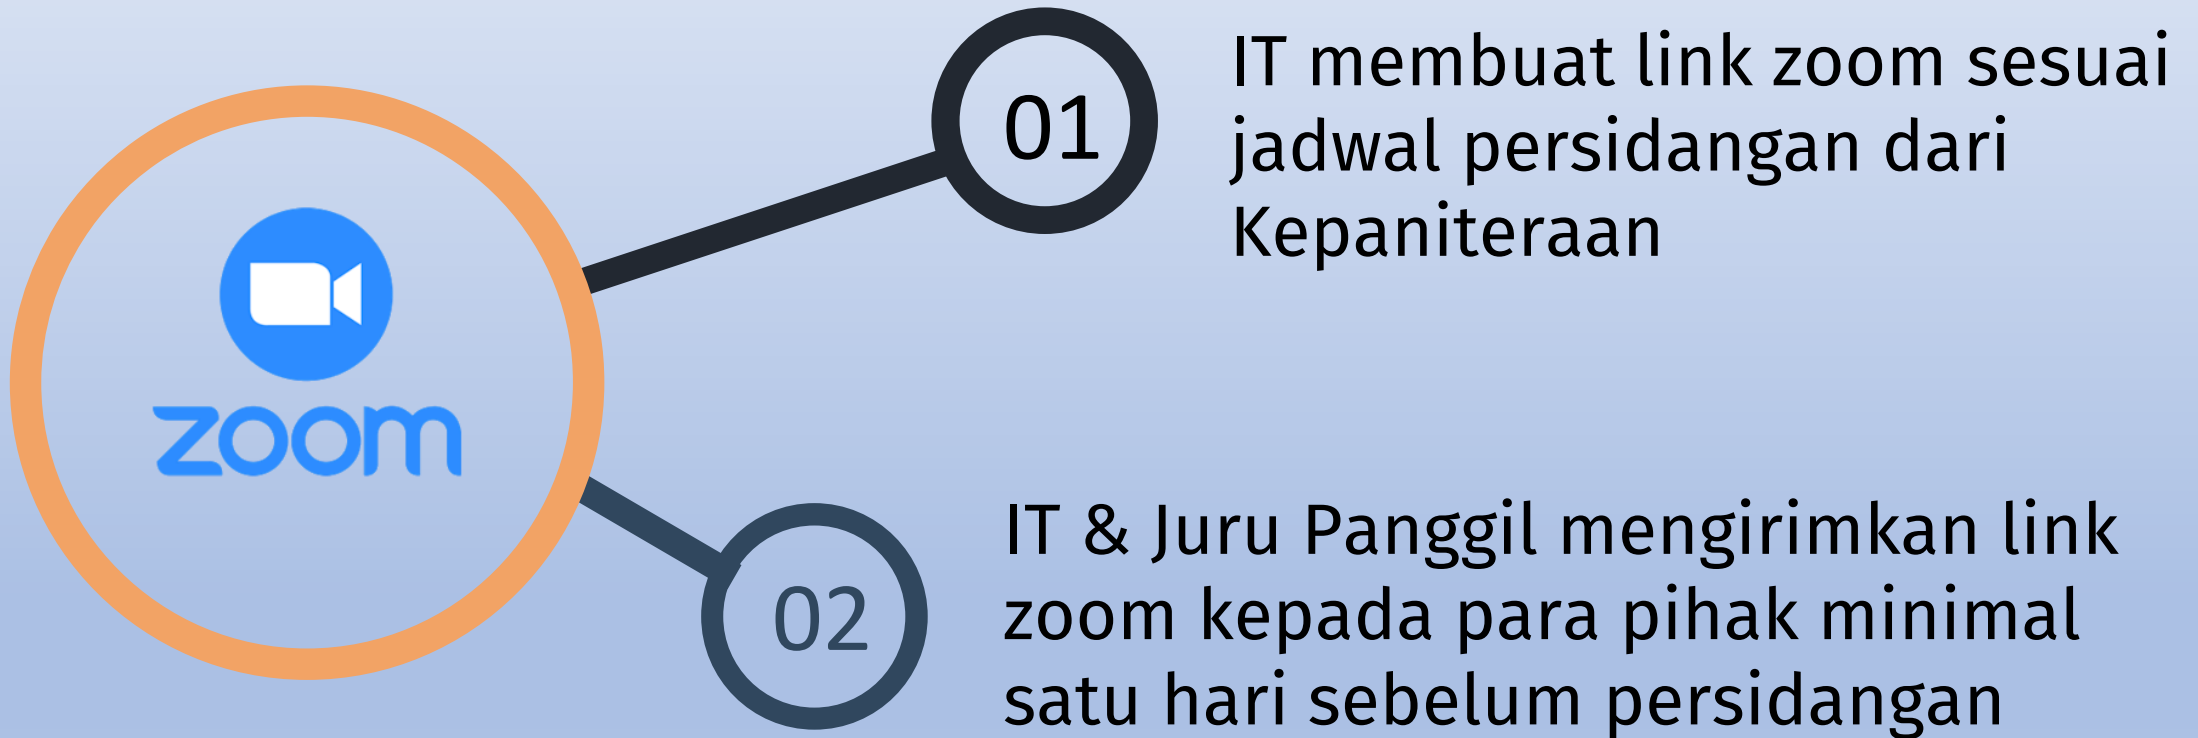 01
IT membuat link zoom sesuai
jadwal persidangan dari
Kepaniteraan
zoom
02
IT & Juru Panggil mengirimkan link
zoom kepada para pihak minimal
satu hari sebelum persidangan